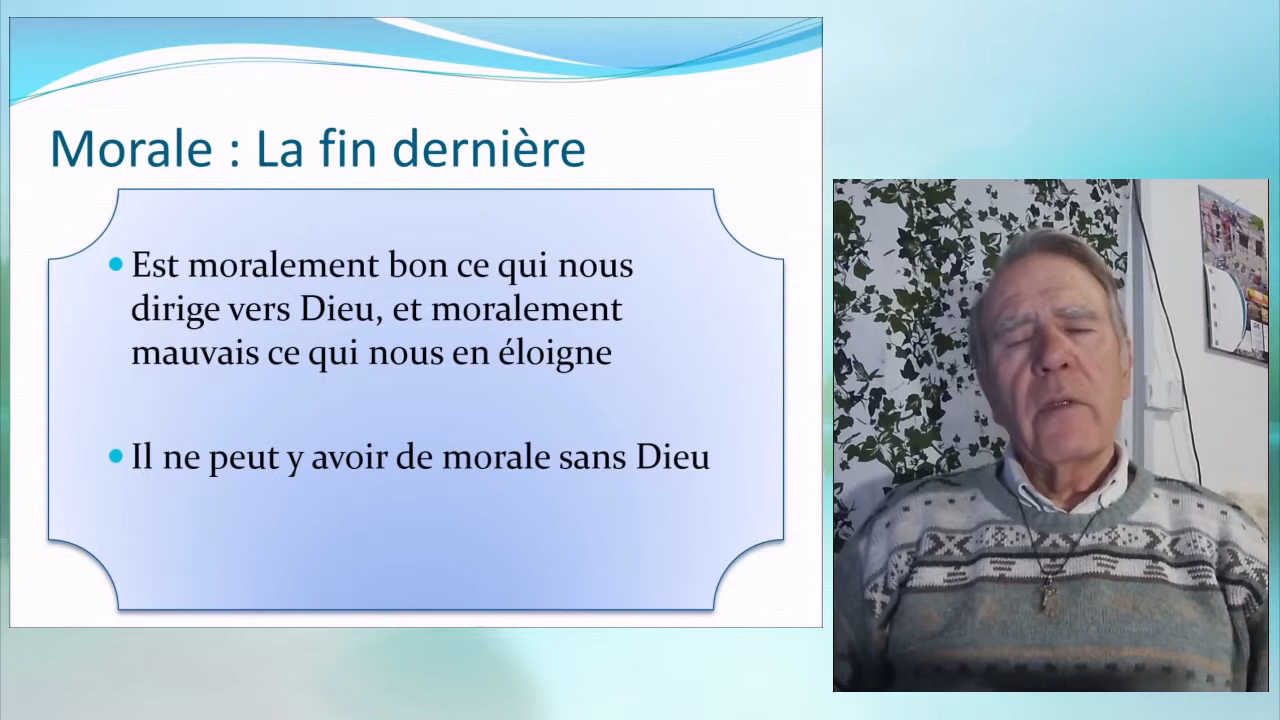 Morale : La fin dernière
• Est moralement bon ce qui nous
dirige vers Dieu, et moralement
mauvais ce qui nous en éloigne
• Il ne peut y avoir de morale sans Dieu